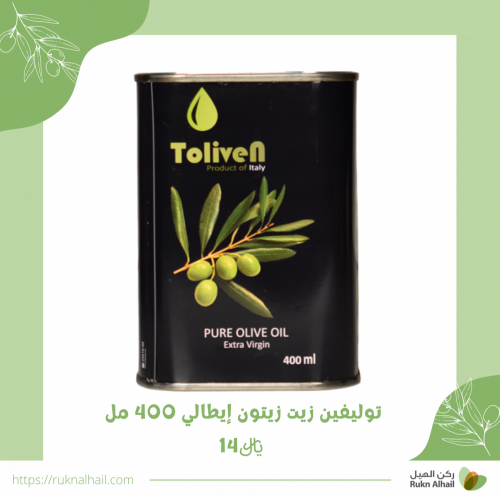 Toliven
Product of Italy
PURE OLIVE OIL
Extra Virgin
400 ml
توليفين زيت زيتون إيطالي 400 مل
14﷼
https://ruknalhail.com
ركن الهيل
Rukn Alhail